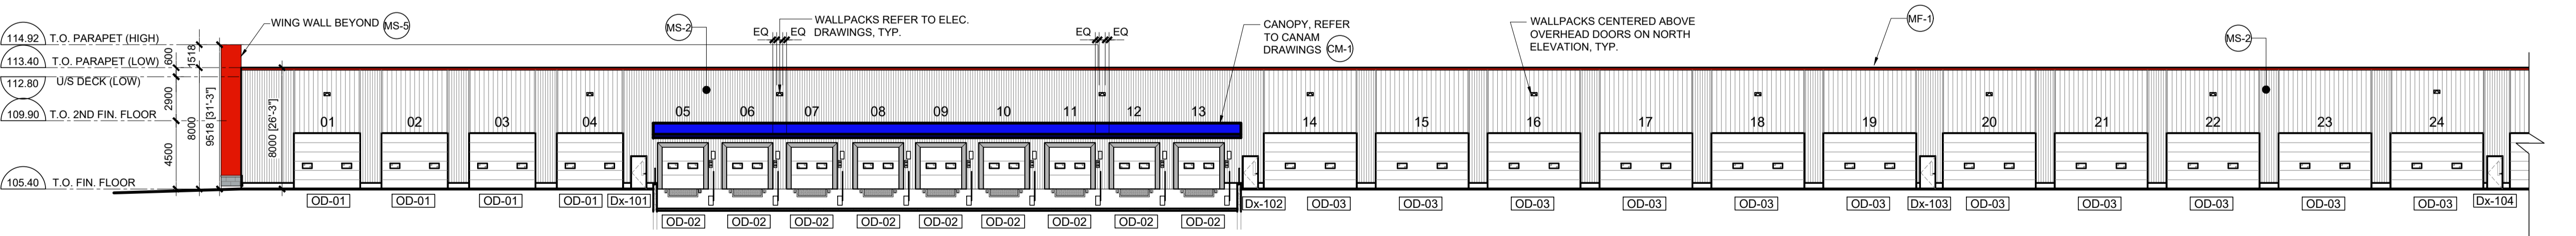 WING WALL BEYOND MS-5
114.92 T.O. PARAPET (HIGH)
113.40 T.O. PARAPET (LOW)
112.80 U/S DECK (LOW)
109.90 T.O. 2ND FIN. FLOOR
105.40 T.O. FIN. FLOOR
600
1518
2900
4500
8000
9518 [31'-3"]
8000 [26'-3"]
MS-2
EQ EQ
WALLPACKS REFER TO ELEC.
DRAWINGS, TYP.
EQ EQ
CANOPY, REFER
TO CANAM
DRAWINGS CM-1
WALLPACKS CENTERED ABOVE
OVERHEAD DOORS ON NORTH
ELEVATION, TYP.
MF-1
MS-2
01 02 03 04 05 06 07 08 09 10 11 12 13 14 15 16 17 18 19 20 21 22 23 24
OD-01 OD-01 OD-01 OD-01 Dx-101 Dx-102 OD-03 OD-03 OD-03 OD-03 OD-03 OD-03 Dx-103 OD-03 OD-03 OD-03 OD-03 OD-03 Dx-104
OD-02 OD-02 OD-02 OD-02 OD-02 OD-02 OD-02 OD-02 OD-02